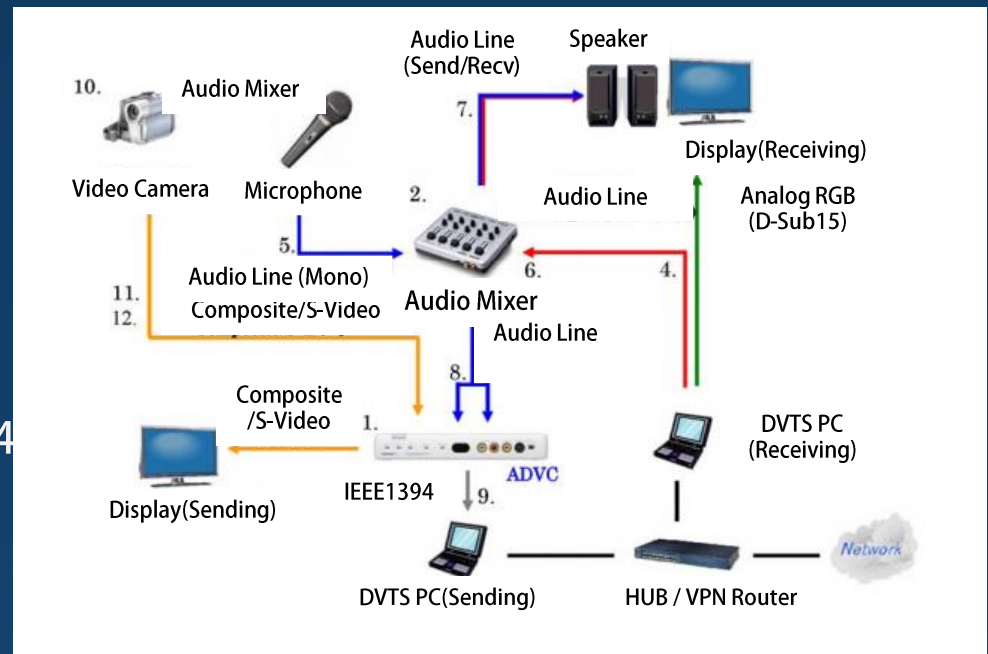 Audio Line
(Send/Recv)
Speaker
10.
Audio Mixer
7.
Display(Receiving)
Video Camera
Microphone
2.
Audio Line
Analog RGB
(D-Sub15)
5.
6.
4.
Audio Line (Mono)
11.
Composite/S-Video
12.
Audio Mixer
Audio Line
8.
Composite
/S-Video
1.
DVTS PC
(Receiving)
4
ADVC
IEEE1394
9.
Display(Sending)
Network
DVTS PC(Sending)
HUB / VPN Router